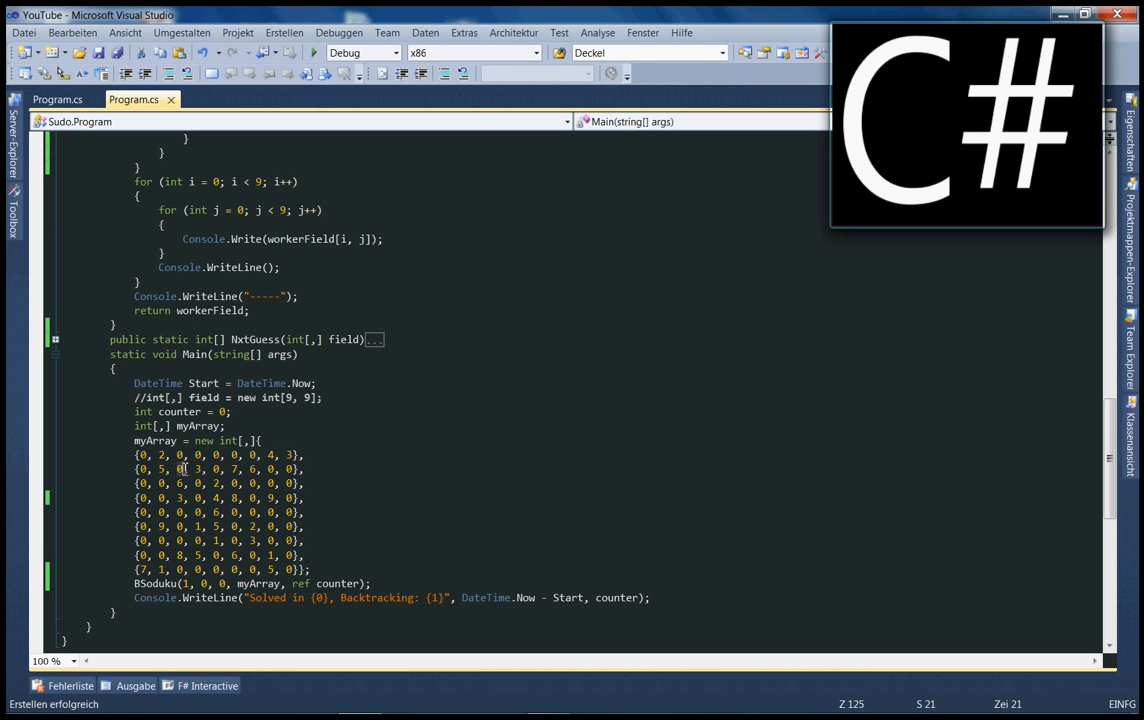 YouTube - Microsoft Visual Studio
Datei Bearbeiten Ansicht Umgestalten Projekt Erstellen Debuggen Team Daten Extras Architektur Test Analyse Fenster Hilfe
Debug x86 Deckel
C#
Program.cs Program.cs
Sudo.Program Main(string[] args)
Server-Explorer
Toolbox
Eigenschaften
Projektmappen-Explorer
Team Explorer
Klassenansicht
}
}
}
for (int i = 0; i < 9; i++)
{
for (int j = 0; j < 9; j++)
{
Console.Write(workerField[i, j]);
}
Console.WriteLine();
}
Console.WriteLine("-----");
return workerField;
}
public static int[] NxtGuess(int[,] field)...
static void Main(string[] args)
{
DateTime Start = DateTime.Now;
//int[,] field = new int[9, 9];
int counter = 0;
int[,] myArray;
myArray = new int[,]{
{0, 2, 0, 0, 0, 0, 0, 4, 3},
{0, 5, 0, 3, 0, 7, 6, 0, 0},
{0, 0, 6, 0, 2, 0, 0, 0, 0},
{0, 0, 3, 0, 4, 8, 0, 9, 0},
{0, 0, 0, 0, 6, 0, 0, 0, 0},
{0, 9, 0, 1, 5, 0, 2, 0, 0},
{0, 0, 0, 0, 1, 0, 3, 0, 0},
{0, 0, 8, 5, 0, 6, 0, 1, 0},
{7, 1, 0, 0, 0, 0, 0, 5, 0}};
BSoduku(1, 0, 0, myArray, ref counter);
Console.WriteLine("Solved in {0}, Backtracking: {1}", DateTime.Now - Start, counter);
}
}
}
100 %
Fehlerliste Ausgabe F# Interactive
Erstellen erfolgreich Z 125 S 21 Zei 21 EINFG